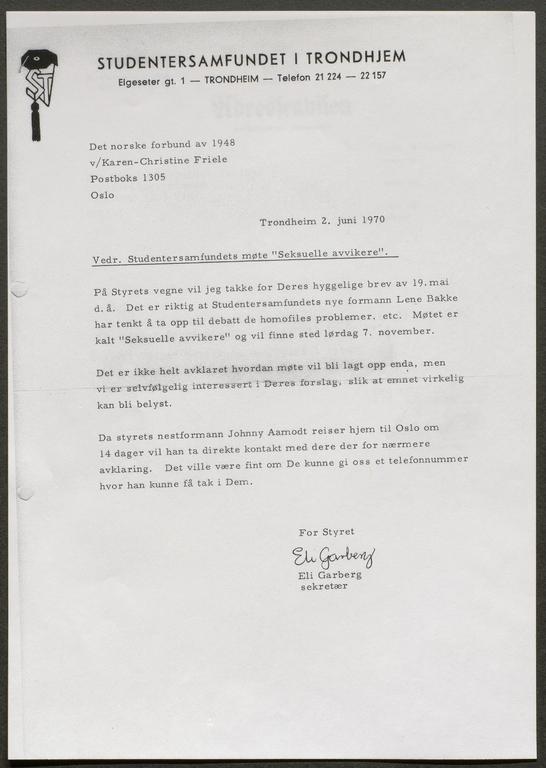 STUDENTERSAMFUNDET I TRONDHJEM
Elgeseter gt. 1 — TRONDHEIM — Telefon 21 224 — 22 157
ST
Det norske forbund av 1948
v/Karen-Christine Friele
Postboks 1305
Oslo
Trondheim 2. juni 1970
Vedr. Studentersamfundets møte "Seksuelle avvikere".
På Styrets vegne vil jeg takke for Deres hyggelige brev av 19. mai
d. å. Det er riktig at Studentersamfundets nye formann Lene Bakke
har tenkt å ta opp til debatt de homofiles problemer. etc. Møtet er
kalt "Seksuelle avvikere" og vil finne sted lørdag 7. november.
Det er ikke helt avklaret hvordan møte vil bli lagt opp enda, men
vi er selvfølgelig interessert i Deres forslag, slik at emnet virkelig
kan bli belyst.
Da styrets nestformann Johnny Aamodt reiser hjem til Oslo om
14 dager vil han ta direkte kontakt med dere der for nærmere
avklaring. Det ville være fint om De kunne gi oss et telefonnummer
hvor han kunne få tak i Dem.
For Styret
Eli Garberg
Eli Garberg
sekretær